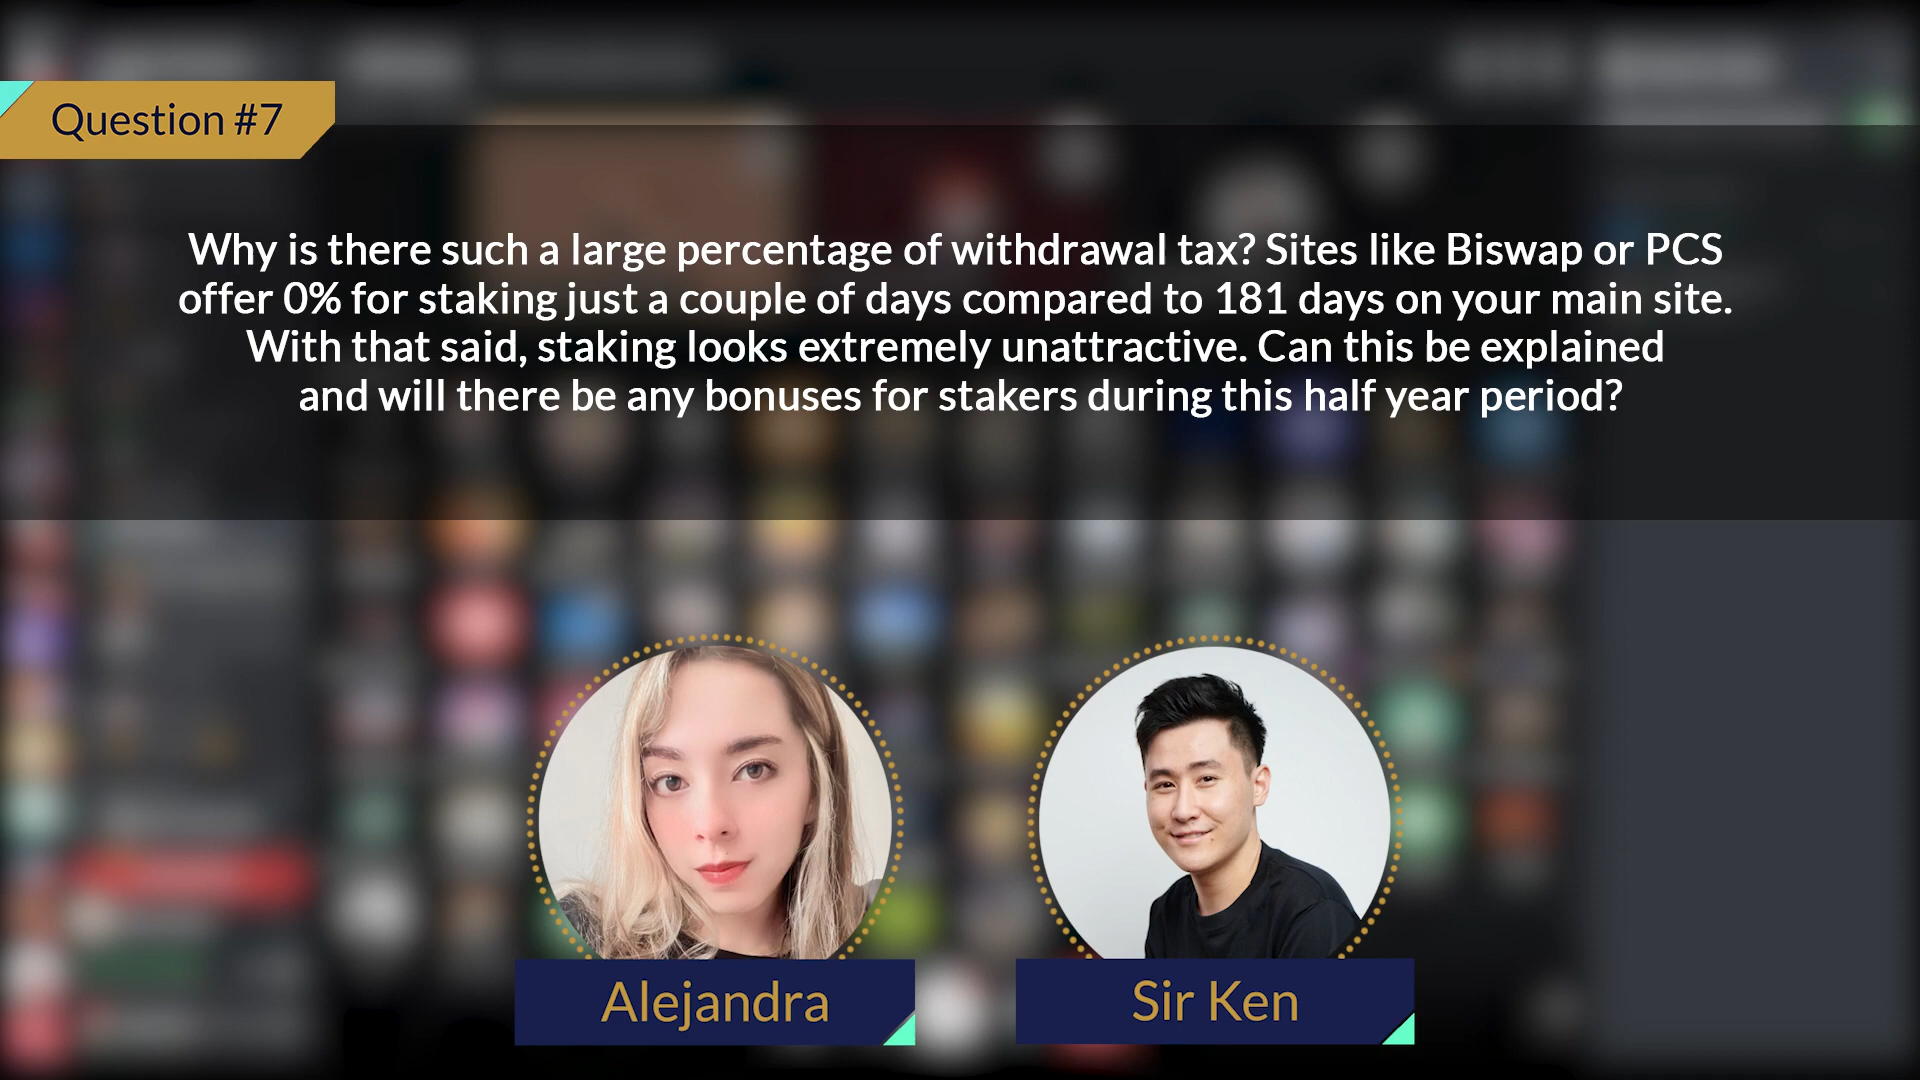 Question #7
Why is there such a large percentage of withdrawal tax? Sites like Biswap or PCS
offer 0% for staking just a couple of days compared to 181 days on your main site.
With that said, staking looks extremely unattractive. Can this be explained
and will there be any bonuses for stakers during this half year period?
Alejandra
Sir Ken